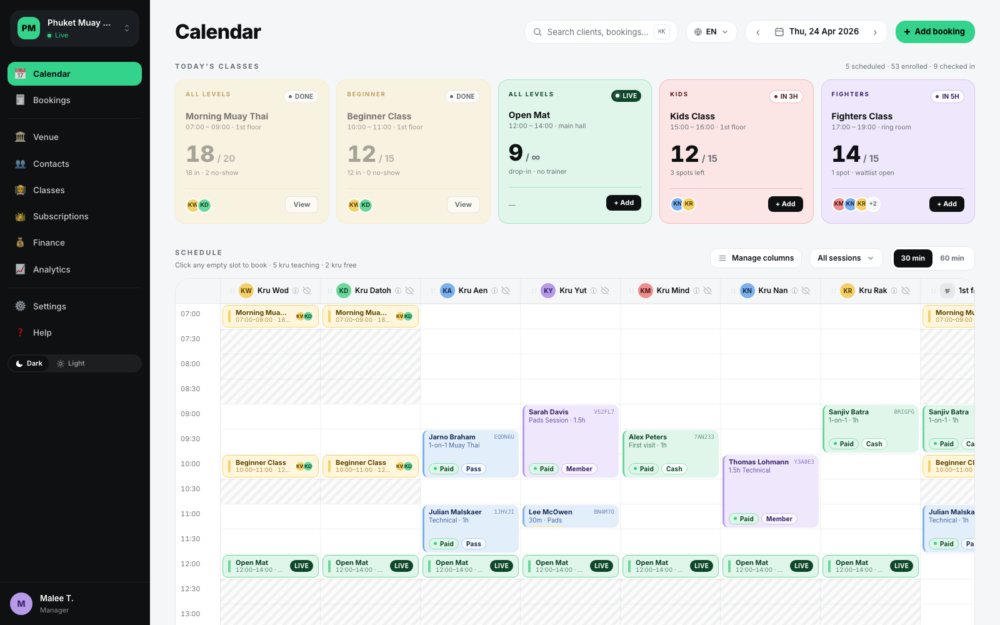 PM
Phuket Muay ...
Live
Calendar
Bookings
Venue
Contacts
Classes
Subscriptions
Finance
Analytics
Settings
Help
Dark
Light
M
Malee T.
Manager
Calendar
Search clients, bookings... ⌘K
EN
‹ Thu, 24 Apr 2026 ›
+ Add booking
TODAY'S CLASSES
5 scheduled · 53 enrolled · 9 checked in
ALL LEVELS
DONE
Morning Muay Thai
07:00 – 09:00 · 1st floor
18 / 20
18 in · 2 no-show
KW KD
View
BEGINNER
DONE
Beginner Class
10:00 – 11:00 · 1st floor
12 / 15
12 in · 0 no-show
KW KD
View
ALL LEVELS
LIVE
Open Mat
12:00 – 14:00 · main hall
9 / ∞
drop-in · no trainer
—
+ Add
KIDS
IN 3H
Kids Class
15:00 – 16:00 · 1st floor
12 / 15
3 spots left
KN KR
+ Add
FIGHTERS
IN 5H
Fighters Class
17:00 – 19:00 · ring room
14 / 15
1 spot · waitlist open
KM KN KR +2
+ Add
SCHEDULE
Click any empty slot to book · 5 kru teaching · 2 kru free
Manage columns
All sessions
30 min
60 min
KW Kru Wod
KD Kru Datoh
KA Kru Aen
KY Kru Yut
KM Kru Mind
KN Kru Nan
KR Kru Rak
1F 1st f
07:00
Morning Mua...
07:00–09:00 · 18...
KW KD
Morning Mua...
07:00–09:00 · 18...
KW KD
Morning Mu
07:00–09:00
07:30
08:00
08:30
09:00
Sarah Davis VS2FL7
Pads Session · 1.5h
Paid Member
Sanjiv Batra 0RIGFG
1-on-1 · 1h
Paid Cash
Sanjiv Batra
1-on-1 · 1h
Paid Ca
09:30
Jarno Braham EQDN6U
1-on-1 Muay Thai
Paid Pass
Alex Peters 7AN233
First visit · 1h
Paid Cash
10:00
Beginner Class
10:00–11:00 · 12...
KW KD
Beginner Class
10:00–11:00 · 12...
KW KD
Thomas Lohmann Y3A0E3
1.5h Technical
Paid Member
Beginner Cl
10:00–11:00
10:30
11:00
Julian Malskaer 1JHVJI
Technical · 1h
Paid Pass
Lee McOwen BN4M7O
30m · Pads
Julian Malska
Technical · 1h
Paid Pa
11:30
12:00
Open Mat
12:00–14:00 · ...
LIVE
Open Mat
12:00–14:00 · ...
LIVE
Open Mat
12:00–14:00 · ...
LIVE
Open Mat
12:00–14:00 · ...
LIVE
Open Mat
12:00–14:00 · ...
LIVE
Open Mat
12:00–14:00 · ...
LIVE
Open Mat
12:00–14:00 · ...
LIVE
12:30
13:00